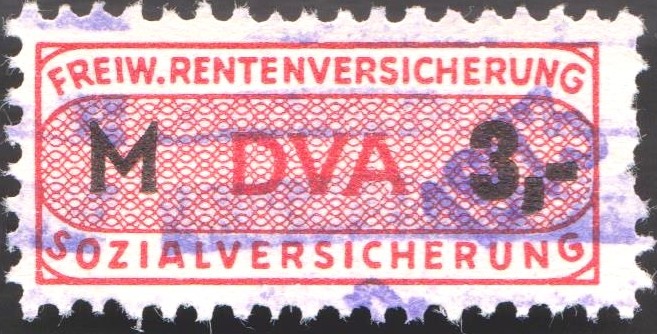 FREIW. RENTENVERSICHERUNG
M DVA 3,-
SOZIALVERSICHERUNG